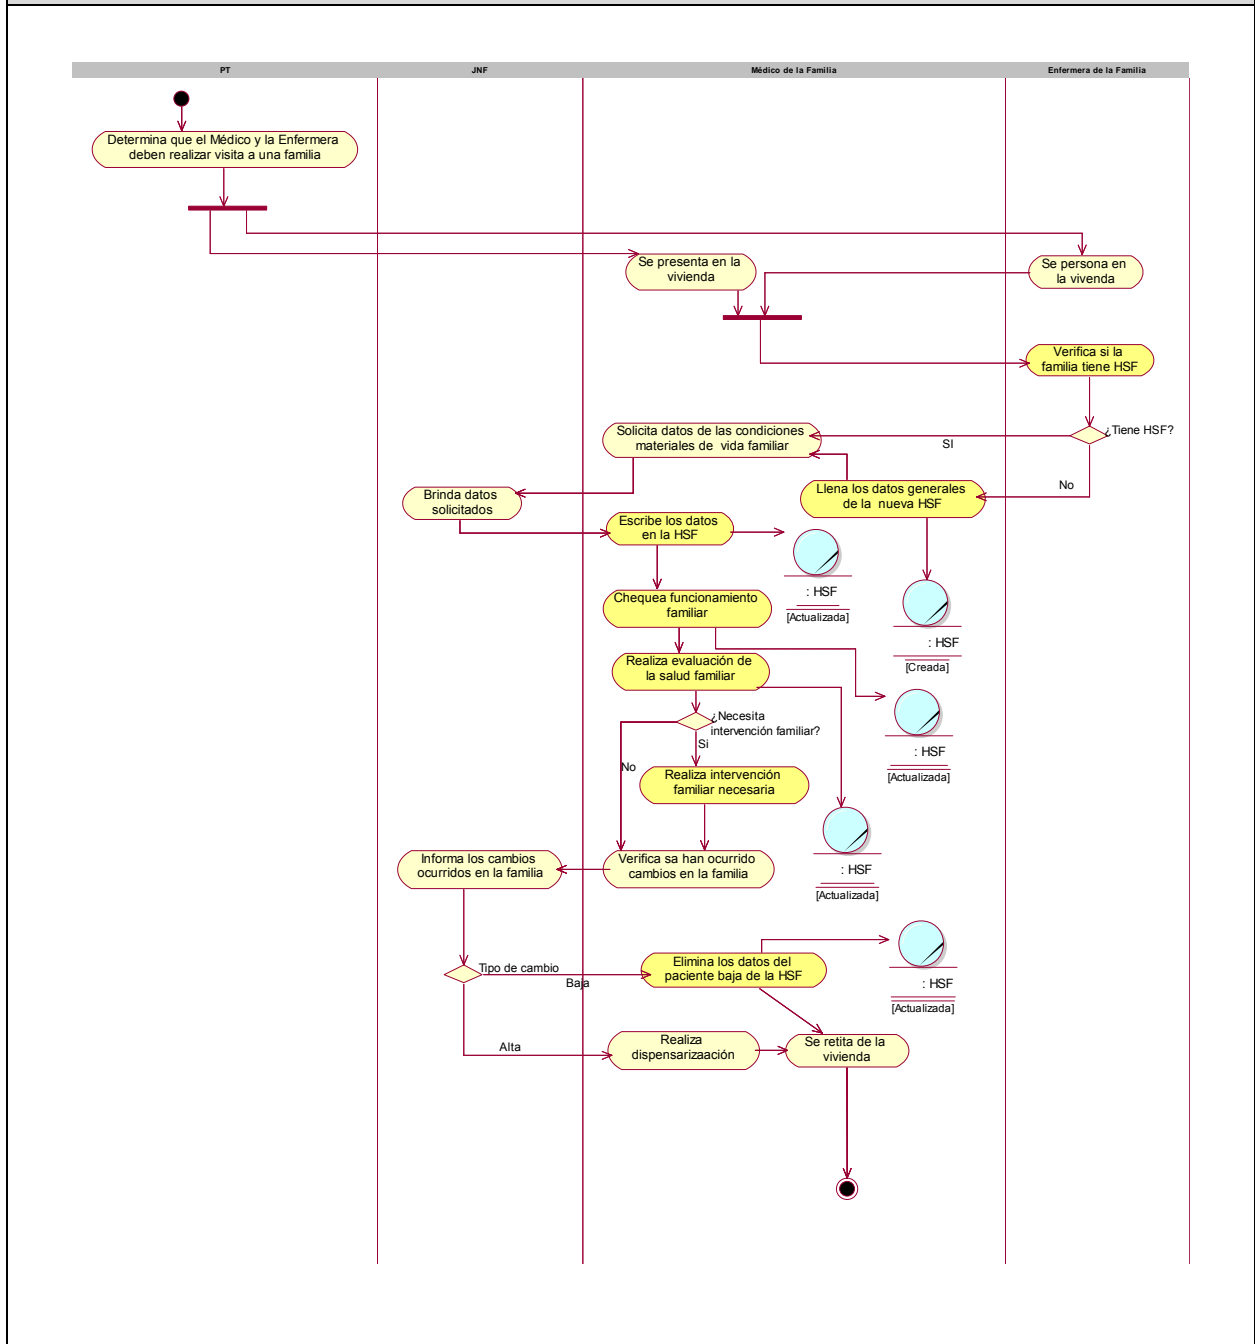 PT
JNF
Médico de la Familia
Enfermera de la Familia
Determina que el Médico y la Enfermera
deben realizar visita a una familia
Se presenta en la
vivienda
Se persona en
la vivenda
Verifica si la
familia tiene HSF
¿Tiene HSF?
SI
No
Solicita datos de las condiciones
materiales de vida familiar
Llena los datos generales
de la nueva HSF
Brinda datos
solicitados
Escribe los datos
en la HSF
: HSF
[Actualizada]
: HSF
[Creada]
Chequea funcionamiento
familiar
Realiza evaluación de
la salud familiar
: HSF
[Actualizada]
¿Necesita
intervención familiar?
Si
No
Realiza intervención
familiar necesaria
: HSF
[Actualizada]
Informa los cambios
ocurridos en la familia
Verifica sa han ocurrido
cambios en la familia
Tipo de cambio
Baja
Elimina los datos del
paciente baja de la HSF
: HSF
[Actualizada]
Alta
Realiza
dispensarizaación
Se retita de la
vivienda